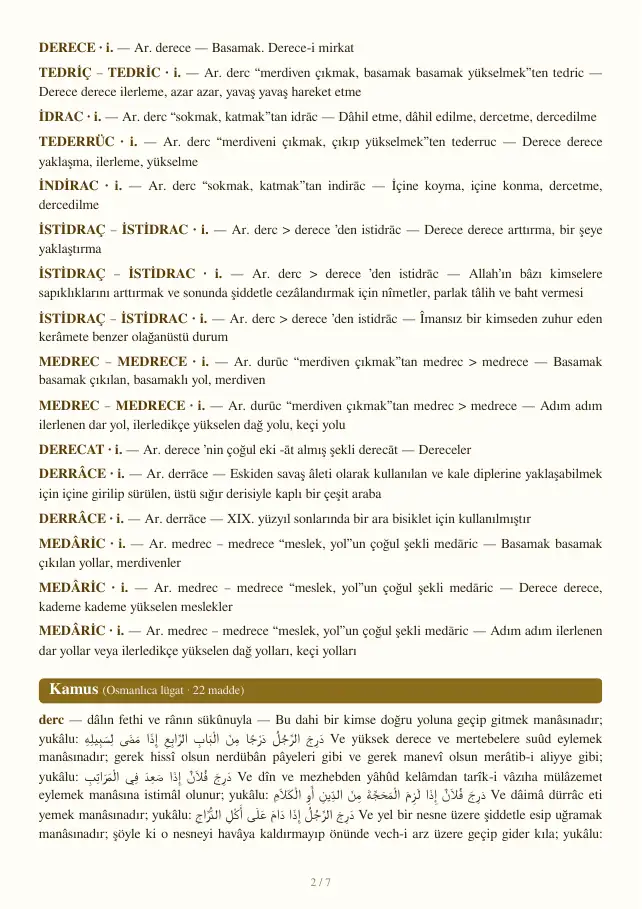 DERECE · i. — Ar. derece — Basamak. Derece-i mirkat
TEDRİÇ – TEDRİC · i. — Ar. derc “merdiven çıkmak, basamak basamak yükselmek”ten tedric —
Derece derece ilerleme, azar azar, yavaş yavaş hareket etme
İDRAC · i. — Ar. derc “sokmak, katmak”tan idrāc — Dâhil etme, dâhil edilme, dercetme, dercedilme
TEDERRÜC · i. — Ar. derc “merdiveni çıkmak, çıkıp yükselmek”ten tederruc — Derece derece
yaklaşma, ilerleme, yükselme
İNDİRAC · i. — Ar. derc “sokmak, katmak”tan indirāc — İçine koyma, içine konma, dercetme,
dercedilme
İSTİDRAÇ – İSTİDRAC · i. — Ar. derc > derece ’den istidrāc — Derece derece arttırma, bir şeye
yaklaştırma
İSTİDRAÇ – İSTİDRAC · i. — Ar. derc > derece ’den istidrāc — Allah’ın bâzı kimselere
sapıklıklarını arttırmak ve sonunda şiddetle cezâlandırmak için nîmetler, parlak tâlih ve baht vermesi
İSTİDRAÇ – İSTİDRAC · i. — Ar. derc > derece ’den istidrāc — Îmansız bir kimseden zuhur eden
kerâmete benzer olağanüstü durum
MEDREC – MEDRECE · i. — Ar. durūc “merdiven çıkmak”tan medrec > medrece — Basamak
basamak çıkılan, basamaklı yol, merdiven
MEDREC – MEDRECE · i. — Ar. durūc “merdiven çıkmak”tan medrec > medrece — Adım adım
ilerlenen dar yol, ilerledikçe yükselen dağ yolu, keçi yolu
DERECAT · i. — Ar. derece ’nin çoğul eki -āt almış şekli derecāt — Dereceler
DERRÂCE · i. — Ar. derrāce — Eskiden savaş âleti olarak kullanılan ve kale diplerine yaklaşabilmek
için içine girilip sürülen, üstü sığır derisiyle kaplı bir çeşit araba
DERRÂCE · i. — Ar. derrāce — XIX. yüzyıl sonlarında bir ara bisiklet için kullanılmıştır
MEDÂRİC · i. — Ar. medrec – medrece “meslek, yol”un çoğul şekli medāric — Basamak basamak
çıkılan yollar, merdivenler
MEDÂRİC · i. — Ar. medrec – medrece “meslek, yol”un çoğul şekli medāric — Derece derece,
kademe kademe yükselen meslekler
MEDÂRİC · i. — Ar. medrec – medrece “meslek, yol”un çoğul şekli medāric — Adım adım ilerlenen
dar yollar veya ilerledikçe yükselen dağ yolları, keçi yolları
Kamus (Osmanlıca lügat · 22 madde)
derc — dâlın fethi ve rânın sükûnuyla — Bu dahi bir kimse doğru yoluna geçip gitmek manâsınadır;
yukâlu: دَرَجَ الرَّجُلُ دَرْجًا مِنَ الْبَابِ الرَّابِعِ إِذَا مَضَى لِسَبِيلِهِ Ve yüksek derece ve mertebelere suûd eylemek
manâsınadır; gerek hissî olsun nerdübân pâyeleri gibi ve gerek manevî olsun merâtib-i aliyye gibi;
yukâlu: دَرِجَ فُلَانٌ إِذَا صَعِدَ فِي الْمَرَاتِبِ Ve dîn ve mezhebden yâhûd kelâmdan tarîk-i vâzıha mülâzemet
eylemek manâsına istimâl olunur; yukâlu: دَرِجَ فُلَانٌ إِذَا لَزِمَ الْمَحَجَّةَ مِنَ الدِّينِ أَوِ الْكَلَامِ Ve dâimâ dürrâc eti
yemek manâsınadır; yukâlu: دَرِجَ الرَّجُلُ إِذَا دَامَ عَلَى أَكْلِ الدُّرَّاجِ Ve yel bir nesne üzere şiddetle esip uğramak
manâsınadır; şöyle ki o nesneyi havâya kaldırmayıp önünde vech-i arz üzere geçip gider kıla; yukâlu:
2 / 7